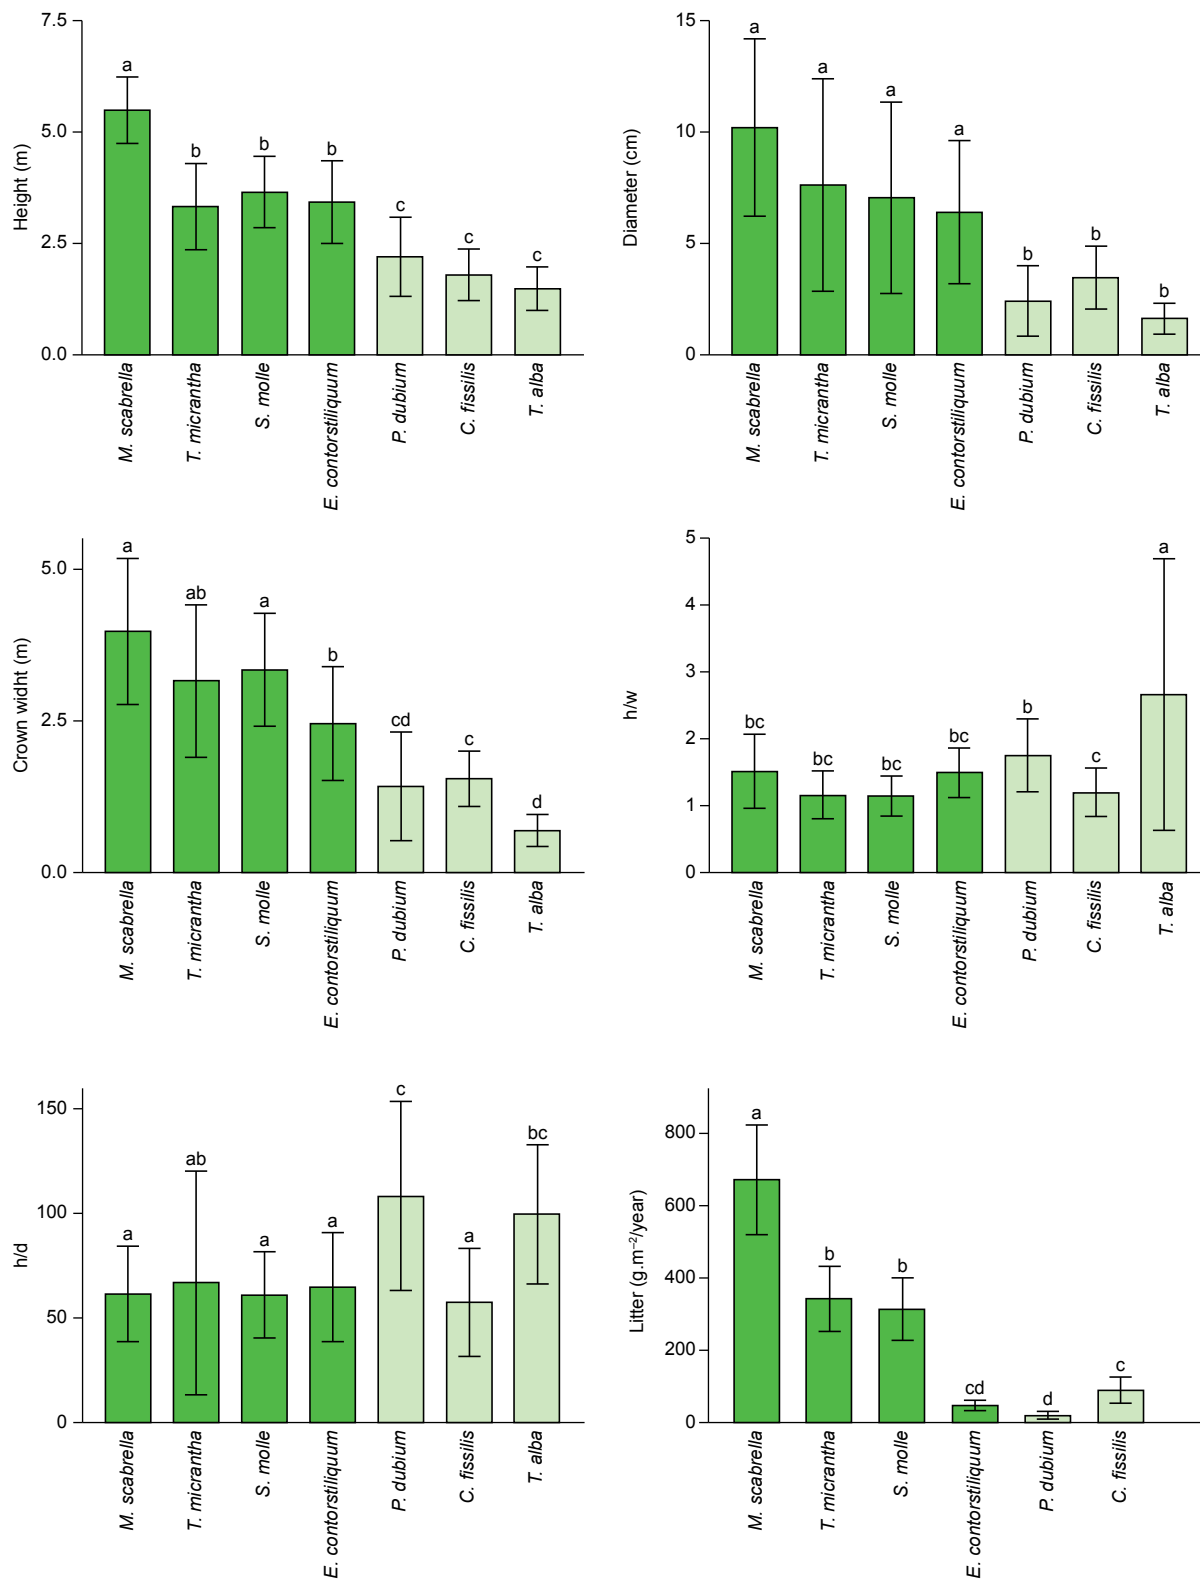 7.5
5.0
2.5
0.0
Height (m)
a
b
b
b
c
c
c
M. scabrella
T. micrantha
S. molle
E. contorstiliquum
P. dubium
C. fissilis
T. alba
15
10
5
0
Diameter (cm)
a
a
a
a
b
b
b
M. scabrella
T. micrantha
S. molle
E. contorstiliquum
P. dubium
C. fissilis
T. alba
5.0
2.5
0.0
Crown widht (m)
a
ab
a
b
cd
c
d
M. scabrella
T. micrantha
S. molle
E. contorstiliquum
P. dubium
C. fissilis
T. alba
5
4
3
2
1
0
h/w
bc
bc
bc
bc
b
c
a
M. scabrella
T. micrantha
S. molle
E. contorstiliquum
P. dubium
C. fissilis
T. alba
150
100
50
0
h/d
a
ab
a
a
c
a
bc
M. scabrella
T. micrantha
S. molle
E. contorstiliquum
P. dubium
C. fissilis
T. alba
800
600
400
200
0
Litter (g.m⁻²/year)
a
b
b
cd
d
c
M. scabrella
T. micrantha
S. molle
E. contorstiliquum
P. dubium
C. fissilis